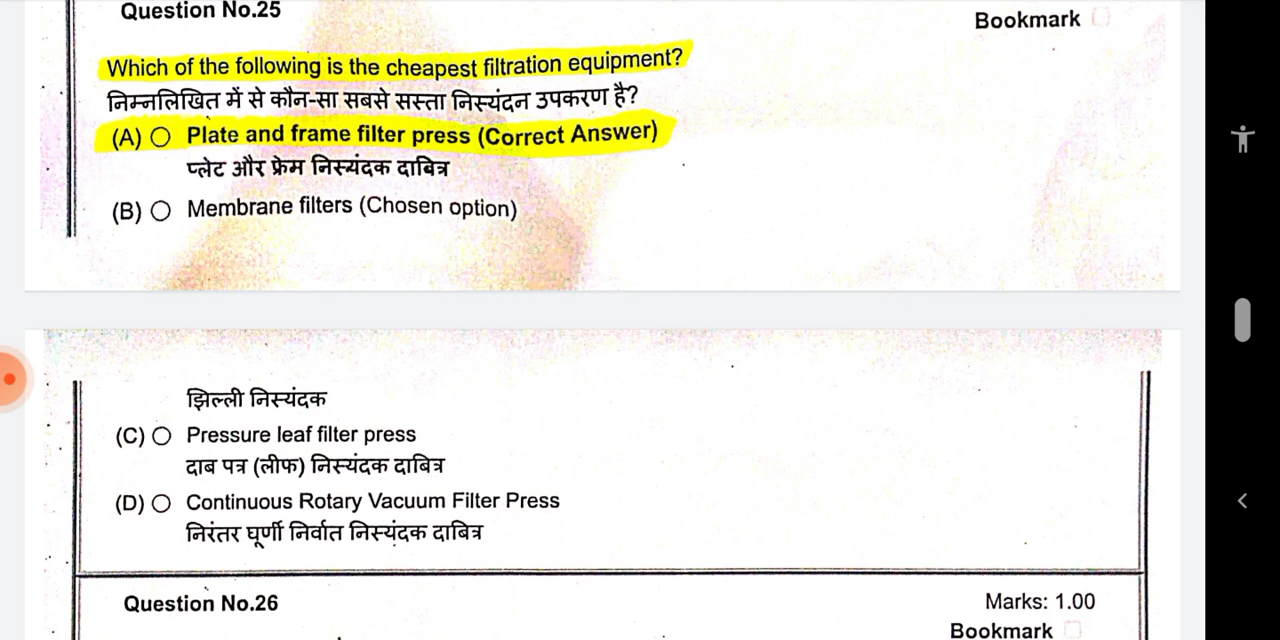 Question No.25
Bookmark
Which of the following is the cheapest filtration equipment?
निम्नलिखित में से कौन-सा सबसे सस्ता निस्यंदन उपकरण है?
(A) Plate and frame filter press (Correct Answer)
प्लेट और फ्रेम निस्यंदक दाबित्र
(B) Membrane filters (Chosen option)
झिल्ली निस्यंदक
(C) Pressure leaf filter press
दाब पत्र (लीफ) निस्यंदक दाबित्र
(D) Continuous Rotary Vacuum Filter Press
निरंतर घूर्णी निर्वात निस्यंदक दाबित्र
Question No.26
Marks: 1.00
Bookmark